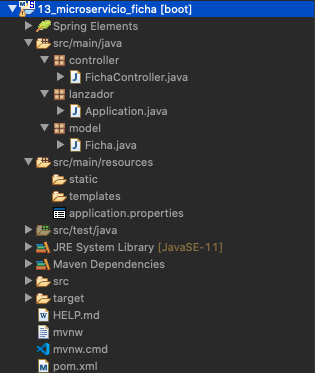 13_microservicio_ficha [boot]
Spring Elements
src/main/java
controller
FichaController.java
lanzador
Application.java
model
Ficha.java
src/main/resources
static
templates
application.properties
src/test/java
JRE System Library [JavaSE-11]
Maven Dependencies
src
target
HELP.md
mvnw
mvnw.cmd
pom.xml